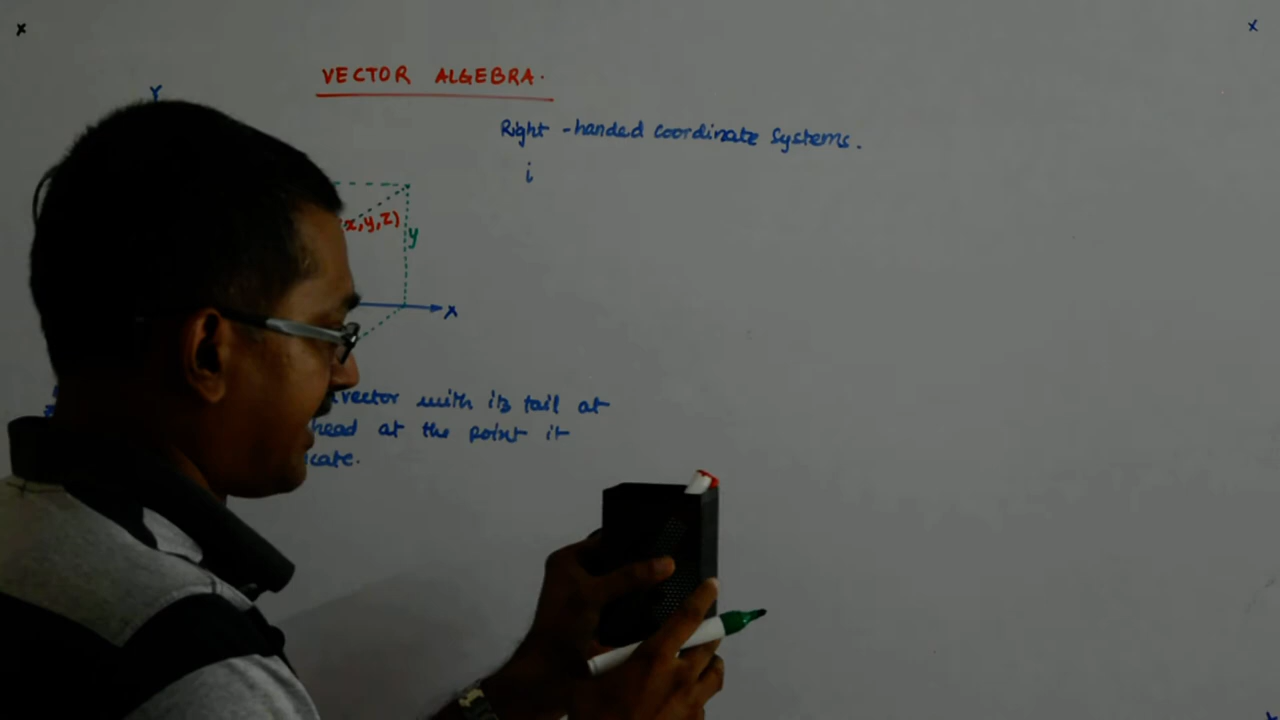 x
x
VECTOR ALGEBRA.
Y
Right-handed coordinate systems.
i
x,y,z)
y
X
vector with its tail at
head at the point it
cate.